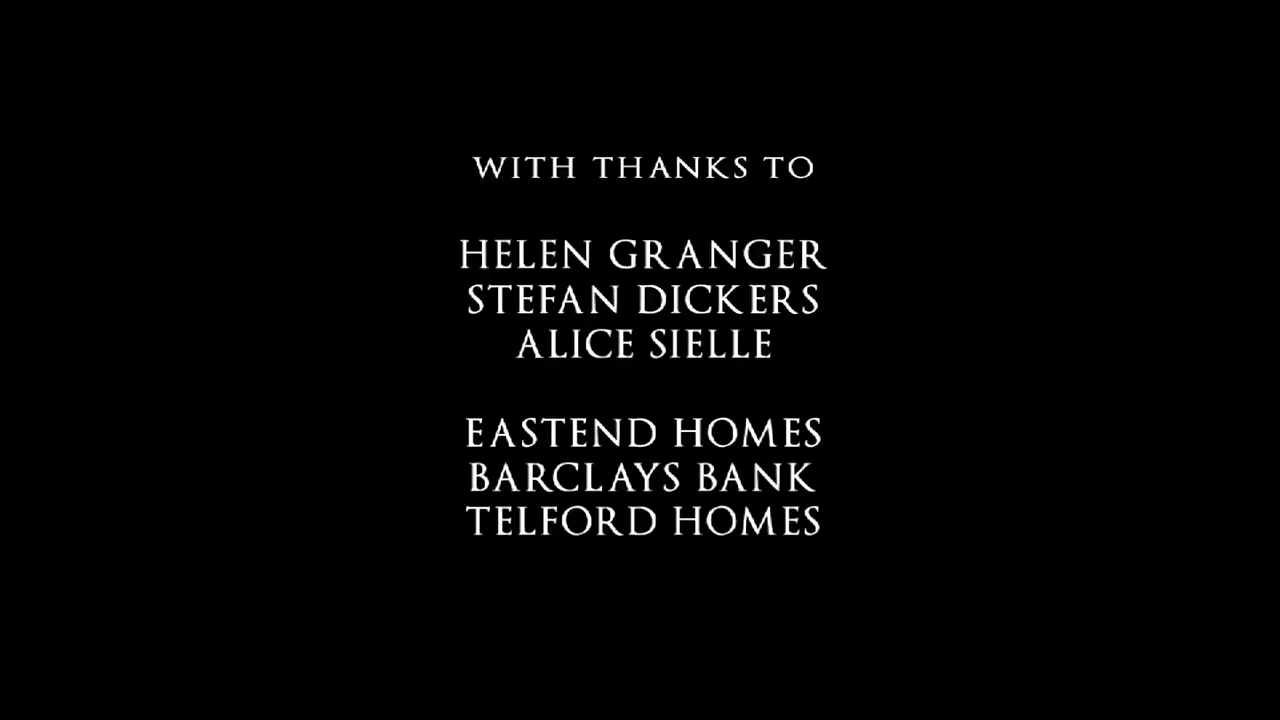 WITH THANKS TO
HELEN GRANGER
STEFAN DICKERS
ALICE SIELLE
EASTEND HOMES
BARCLAYS BANK
TELFORD HOMES